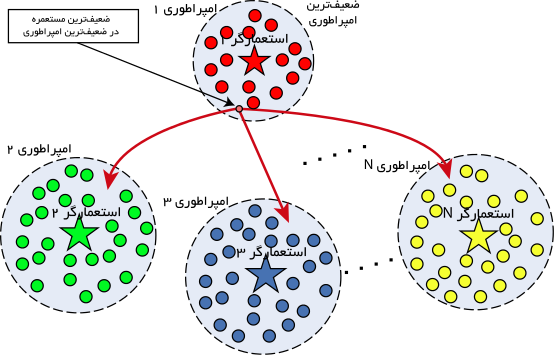 ضعیف‌ترین
امپراطوری
امپراطوری ۱
ضعیف‌ترین مستعمره
در ضعیف‌ترین امپراطوری
استعمارگر ۱
امپراطوری ۲
امپراطوری N
استعمارگر ۲
امپراطوری ۳
استعمارگر N
استعمارگر ۳